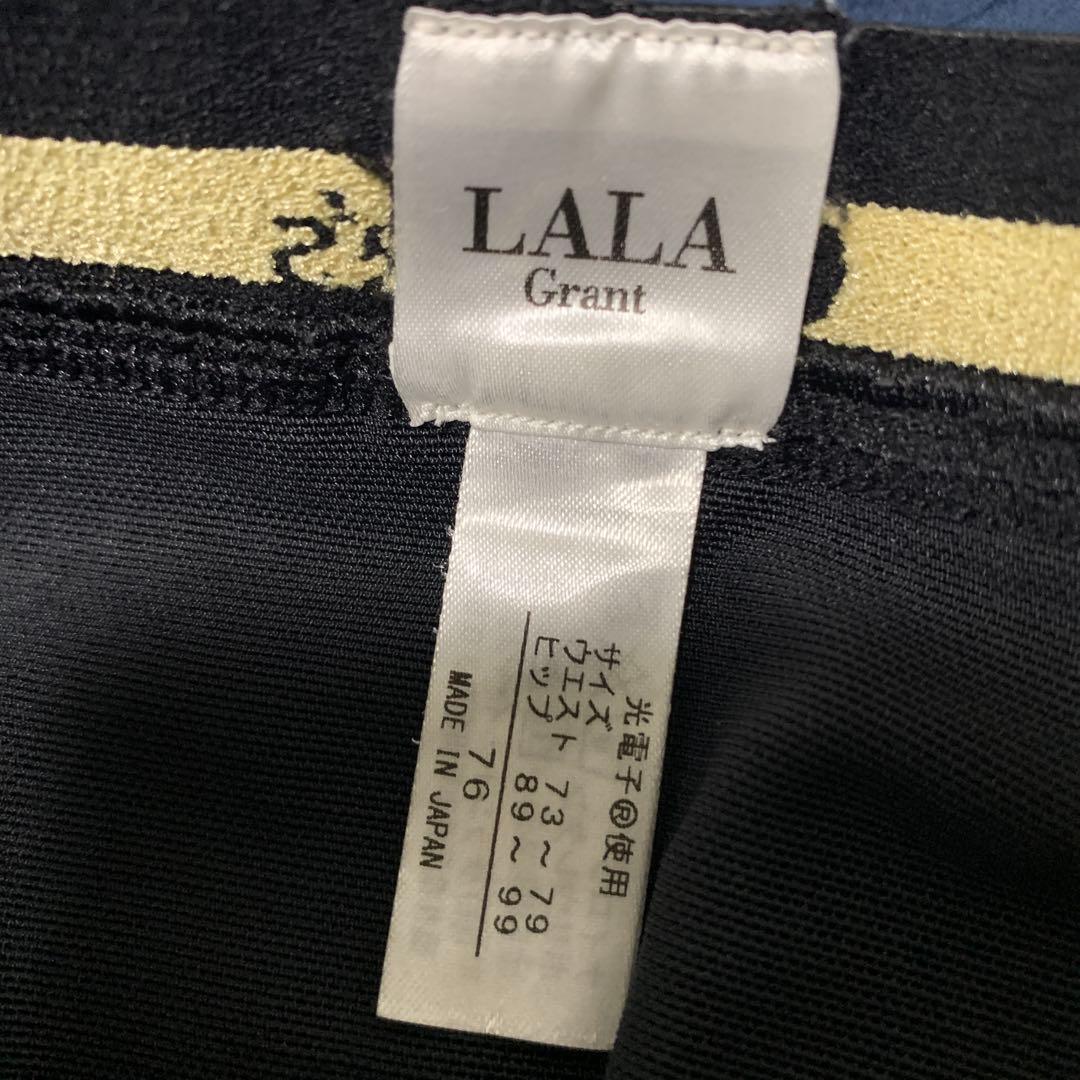 LALA
Grant
光電子®使用
サイズ
ウエスト 73～79
ヒップ 89～99
76
MADE IN JAPAN